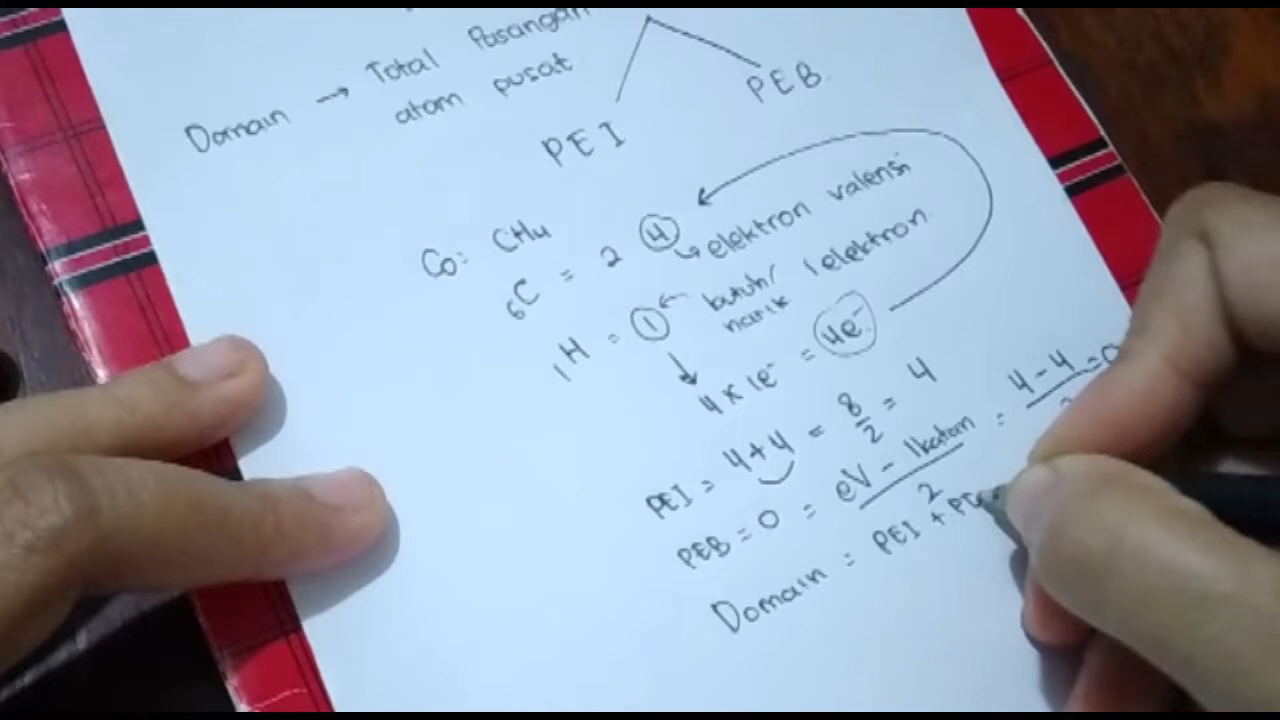 Domain → Total Pasangan
atom pusat
PEI
PEB
Co: CH4
6C = 2 4 → elektron valensi
1H = 1 ← butuh/ 1 elektron
narik
4 x 1e⁻ = 4e⁻
PEI = 4+4 = 8/2 = 4
PEB = 0 = eV - Ikatan / 2 = 4-4 = 0
Domain = PEI +